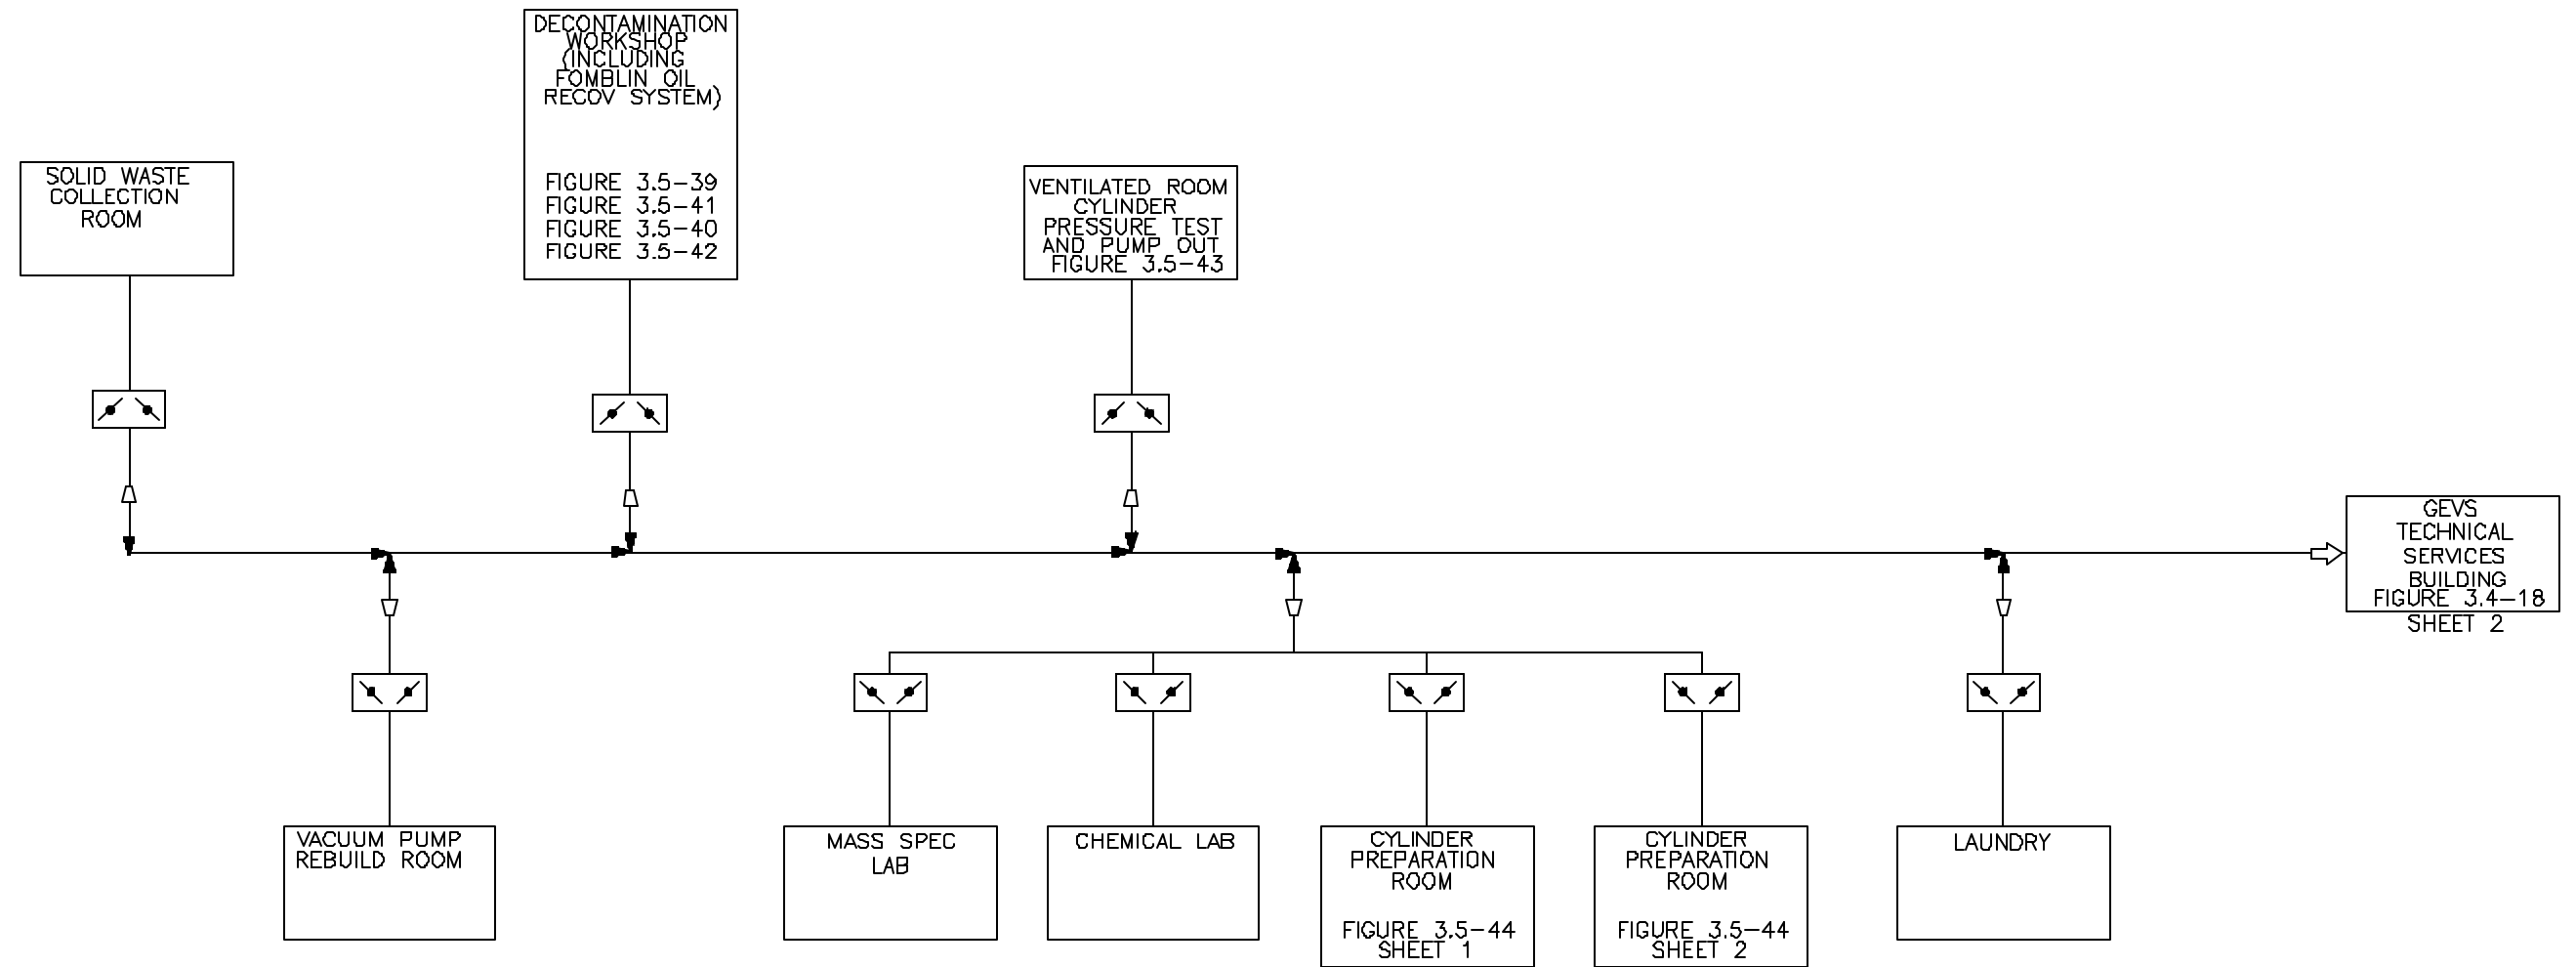 DECONTAMINATION
WORKSHOP
(INCLUDING
FOMBLIN OIL
RECOV SYSTEM)
FIGURE 3.5-39
FIGURE 3.5-41
FIGURE 3.5-40
FIGURE 3.5-42
SOLID WASTE
COLLECTION
ROOM
VENTILATED ROOM
CYLINDER
PRESSURE TEST
AND PUMP OUT
FIGURE 3.5-43
GEVS
TECHNICAL
SERVICES
BUILDING
FIGURE 3.4-18
SHEET 2
VACUUM PUMP
REBUILD ROOM
MASS SPEC
LAB
CHEMICAL LAB
CYLINDER
PREPARATION
ROOM
FIGURE 3.5-44
SHEET 1
CYLINDER
PREPARATION
ROOM
FIGURE 3.5-44
SHEET 2
LAUNDRY